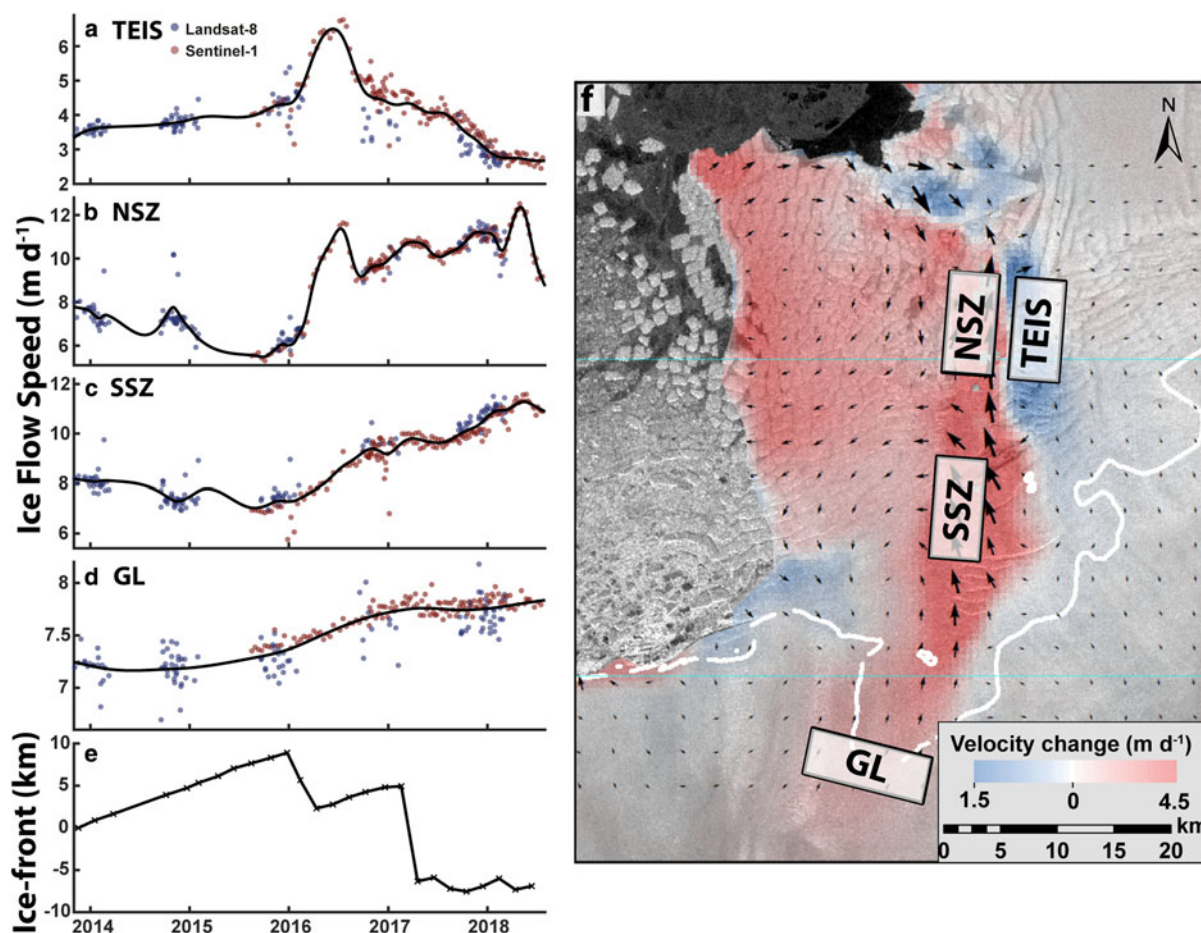 a TEIS
Landsat-8
Sentinel-1
6
5
4
3
2
b NSZ
12
10
8
6
c SSZ
12
10
8
6
d GL
8
7.5
7
Ice Flow Speed (m d⁻¹)
e
10
5
0
-5
-10
Ice-front (km)
2014 2015 2016 2017 2018
f
N
NSZ
TEIS
SSZ
GL
Velocity change (m d⁻¹)
1.5 0 4.5
km
0 5 10 15 20